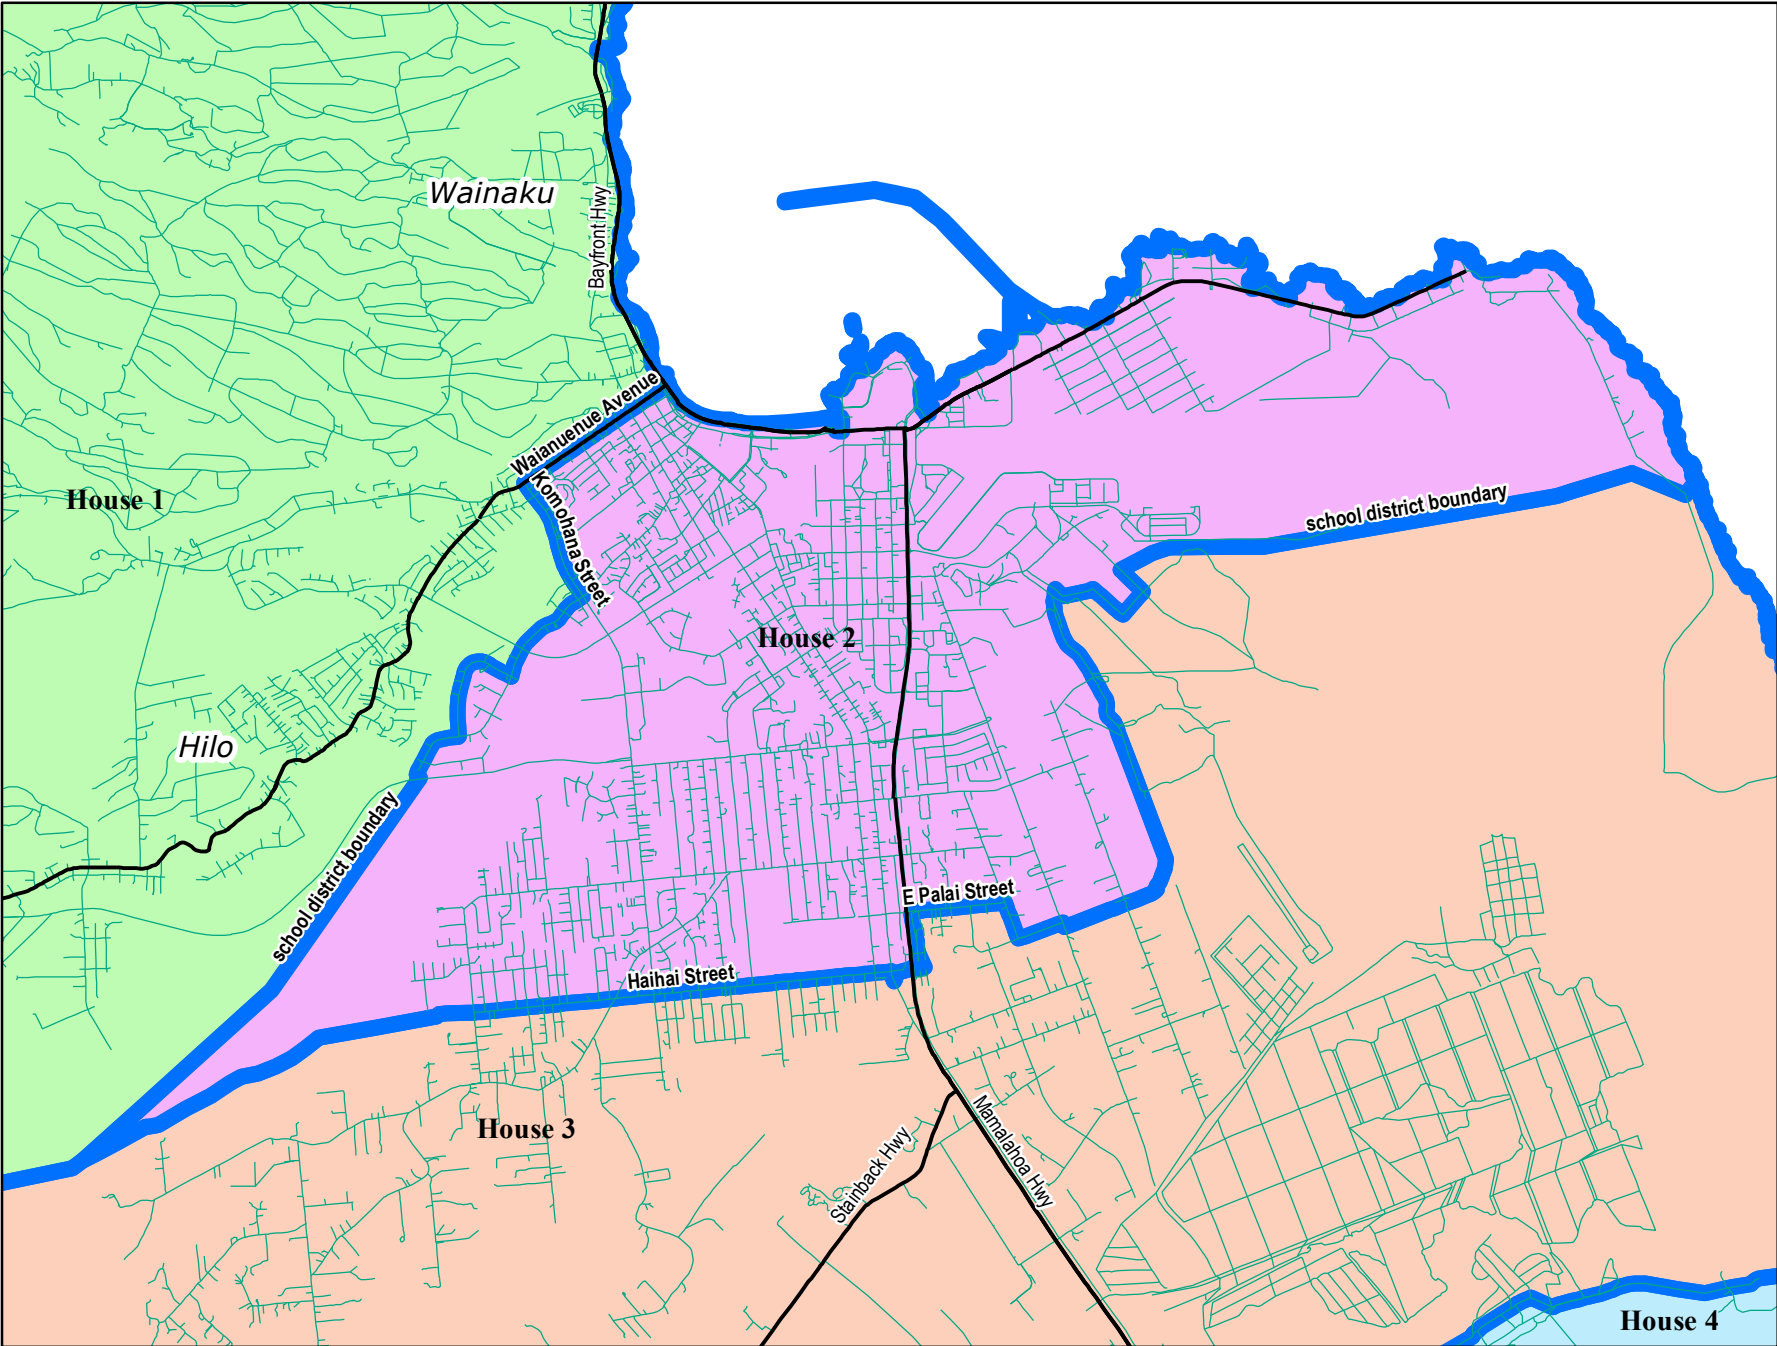 Wainaku
Bayfront Hwy
Waianuenue Avenue
House 1
Komohana Street
school district boundary
House 2
Hilo
school district boundary
E Palai Street
Haihai Street
House 3
Stainback Hwy
Mamalahoa Hwy
House 4